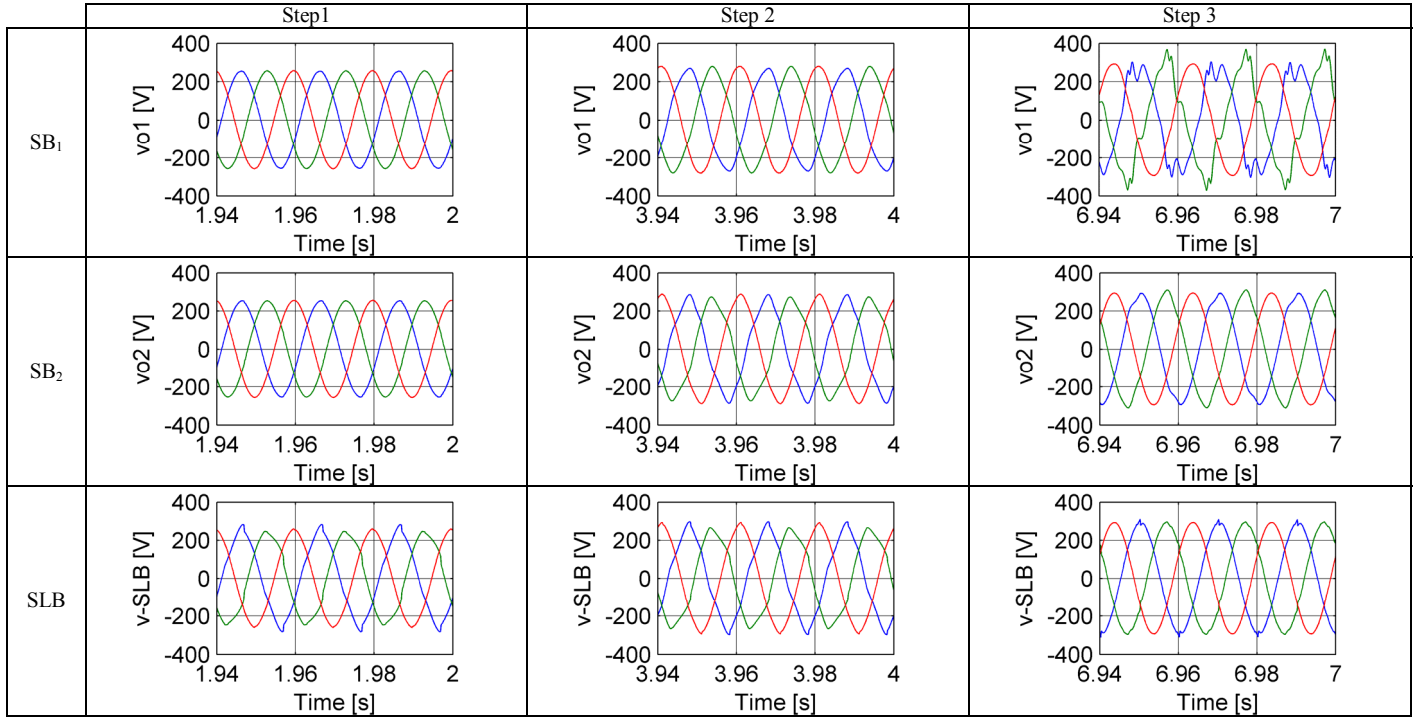 Step1 Step 2 Step 3
SB₁
vo1 [V]
400
200
0
-200
-400
1.94 1.96 1.98 2
Time [s]
vo1 [V]
400
200
0
-200
-400
3.94 3.96 3.98 4
Time [s]
vo1 [V]
400
200
0
-200
-400
6.94 6.96 6.98 7
Time [s]
SB₂
vo2 [V]
400
200
0
-200
-400
1.94 1.96 1.98 2
Time [s]
vo2 [V]
400
200
0
-200
-400
3.94 3.96 3.98 4
Time [s]
vo2 [V]
400
200
0
-200
-400
6.94 6.96 6.98 7
Time [s]
SLB
v-SLB [V]
400
200
0
-200
-400
1.94 1.96 1.98 2
Time [s]
v-SLB [V]
400
200
0
-200
-400
3.94 3.96 3.98 4
Time [s]
v-SLB [V]
400
200
0
-200
-400
6.94 6.96 6.98 7
Time [s]